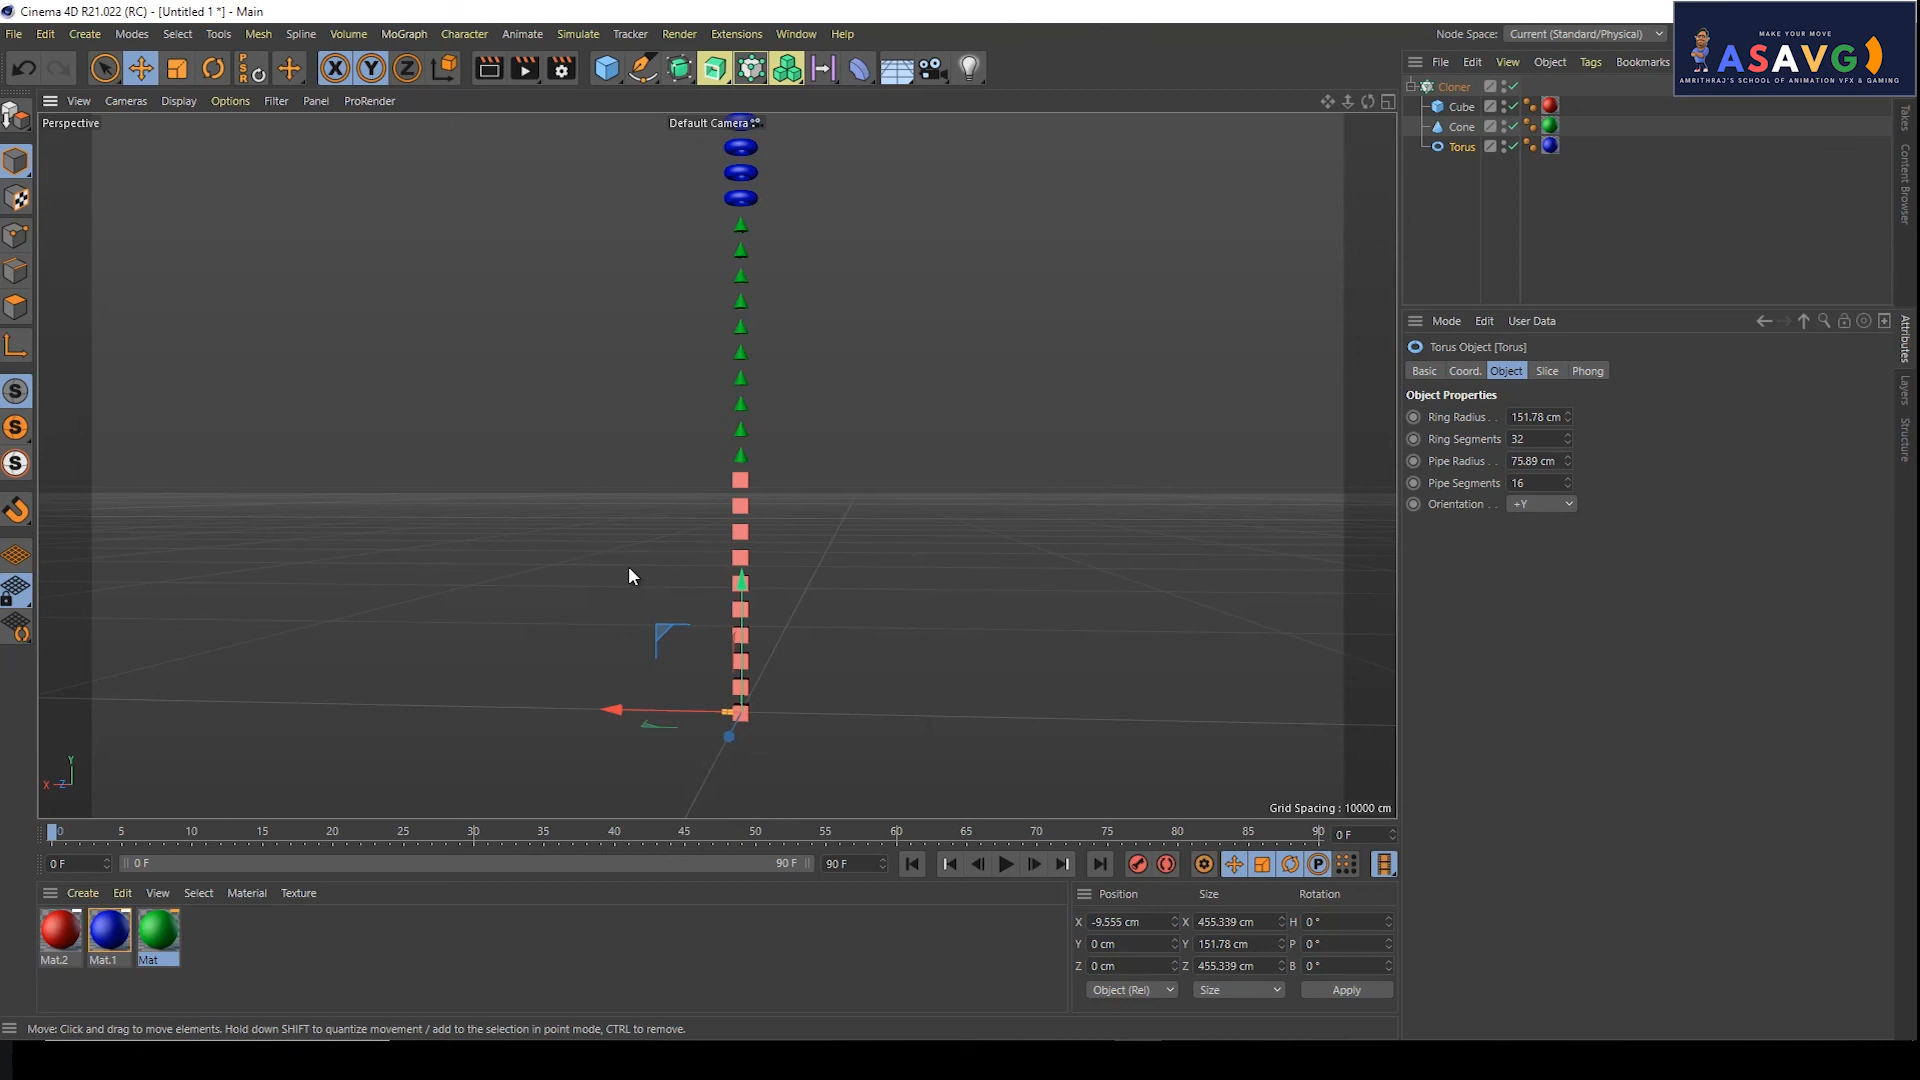 Cinema 4D R21.022 (RC) - [Untitled 1 *] - Main
File Edit Create Modes Select Tools Mesh Spline Volume MoGraph Character Animate Simulate Tracker Render Extensions Window Help
Node Space: Current (Standard/Physical)
MAKE YOUR MOVE
ASAVG
AMRITHRAJ'S SCHOOL OF ANIMATION VFX & GAMING
File Edit View Object Tags Bookmarks
View Cameras Display Options Filter Panel ProRender
Perspective
Default Camera
Cloner
Cube
Cone
Torus
Takes
Content Browser
Attributes
Layers
Structure
Mode Edit User Data
Torus Object [Torus]
Basic Coord. Object Slice Phong
Object Properties
Ring Radius . . 151.78 cm
Ring Segments 32
Pipe Radius . . 75.89 cm
Pipe Segments 16
Orientation . . +Y
Y
X Z
Grid Spacing : 10000 cm
0 5 10 15 20 25 30 35 40 45 50 55 60 65 70 75 80 85 90 0 F
0 F 0 F 90 F 90 F
Create Edit View Select Material Texture
Mat.2 Mat.1 Mat
Position Size Rotation
X -9.555 cm X 455.339 cm H 0 °
Y 0 cm Y 151.78 cm P 0 °
Z 0 cm Z 455.339 cm B 0 °
Object (Rel) Size Apply
Move: Click and drag to move elements. Hold down SHIFT to quantize movement / add to the selection in point mode, CTRL to remove.